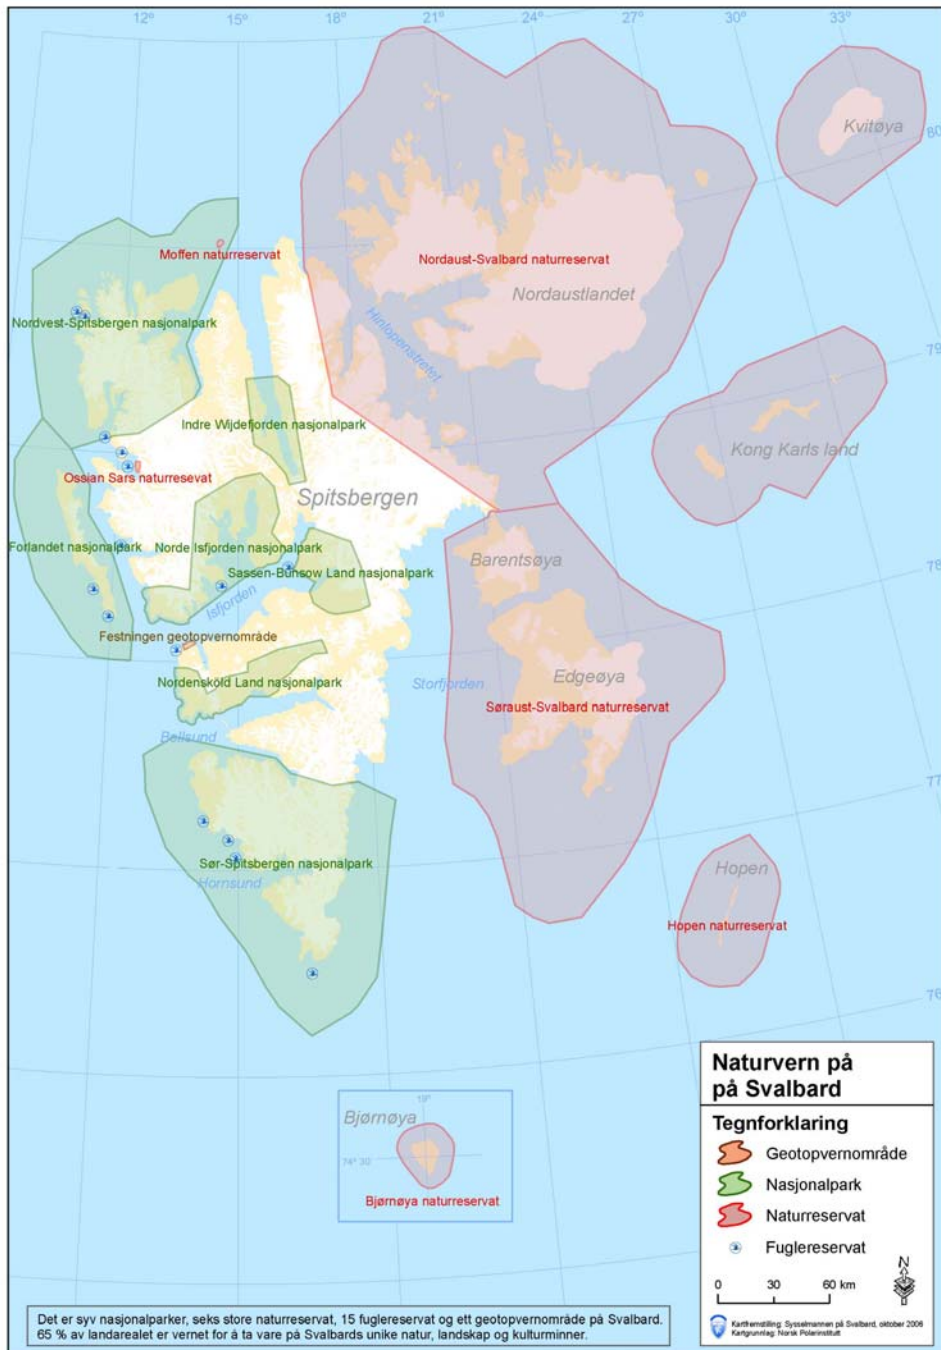 12°
15°
18°
21°
24°
27°
30°
33°
80
Kvitøya
Moffen naturreservat
Nordaust-Svalbard naturreservat
Nordaustlandet
Nordvest-Spitsbergen nasjonalpark
Hinlopenstretet
79
Indre Wijdefjorden nasjonalpark
Kong Karls land
Ossian Sars naturresevat
Spitsbergen
Forlandet nasjonalpark
Norde Isfjorden nasjonalpark
Barentsøya
78
Sassen-Bünsow Land nasjonalpark
Isfjorden
Festningen geotopvernområde
Edgeøya
Nordensköld Land nasjonalpark
Storfjorden
Søraust-Svalbard naturreservat
Bellsund
77
Sør-Spitsbergen nasjonalpark
Hopen
Hornsund
Hopen naturreservat
76
Bjørnøya
19°
74° 30
Bjørnøya naturreservat
Naturvern på
på Svalbard
Tegnforklaring
Geotopvernområde
Nasjonalpark
Naturreservat
Fuglereservat
N
0 30 60 km
Kartfremstilling: Sysselmannen på Svalbard, oktober 2006
Kartgrunnlag: Norsk Polarinstitutt
Det er syv nasjonalparker, seks store naturreservat, 15 fuglereservat og ett geotopvernområde på Svalbard.
65 % av landarealet er vernet for å ta vare på Svalbards unike natur, landskap og kulturminner.